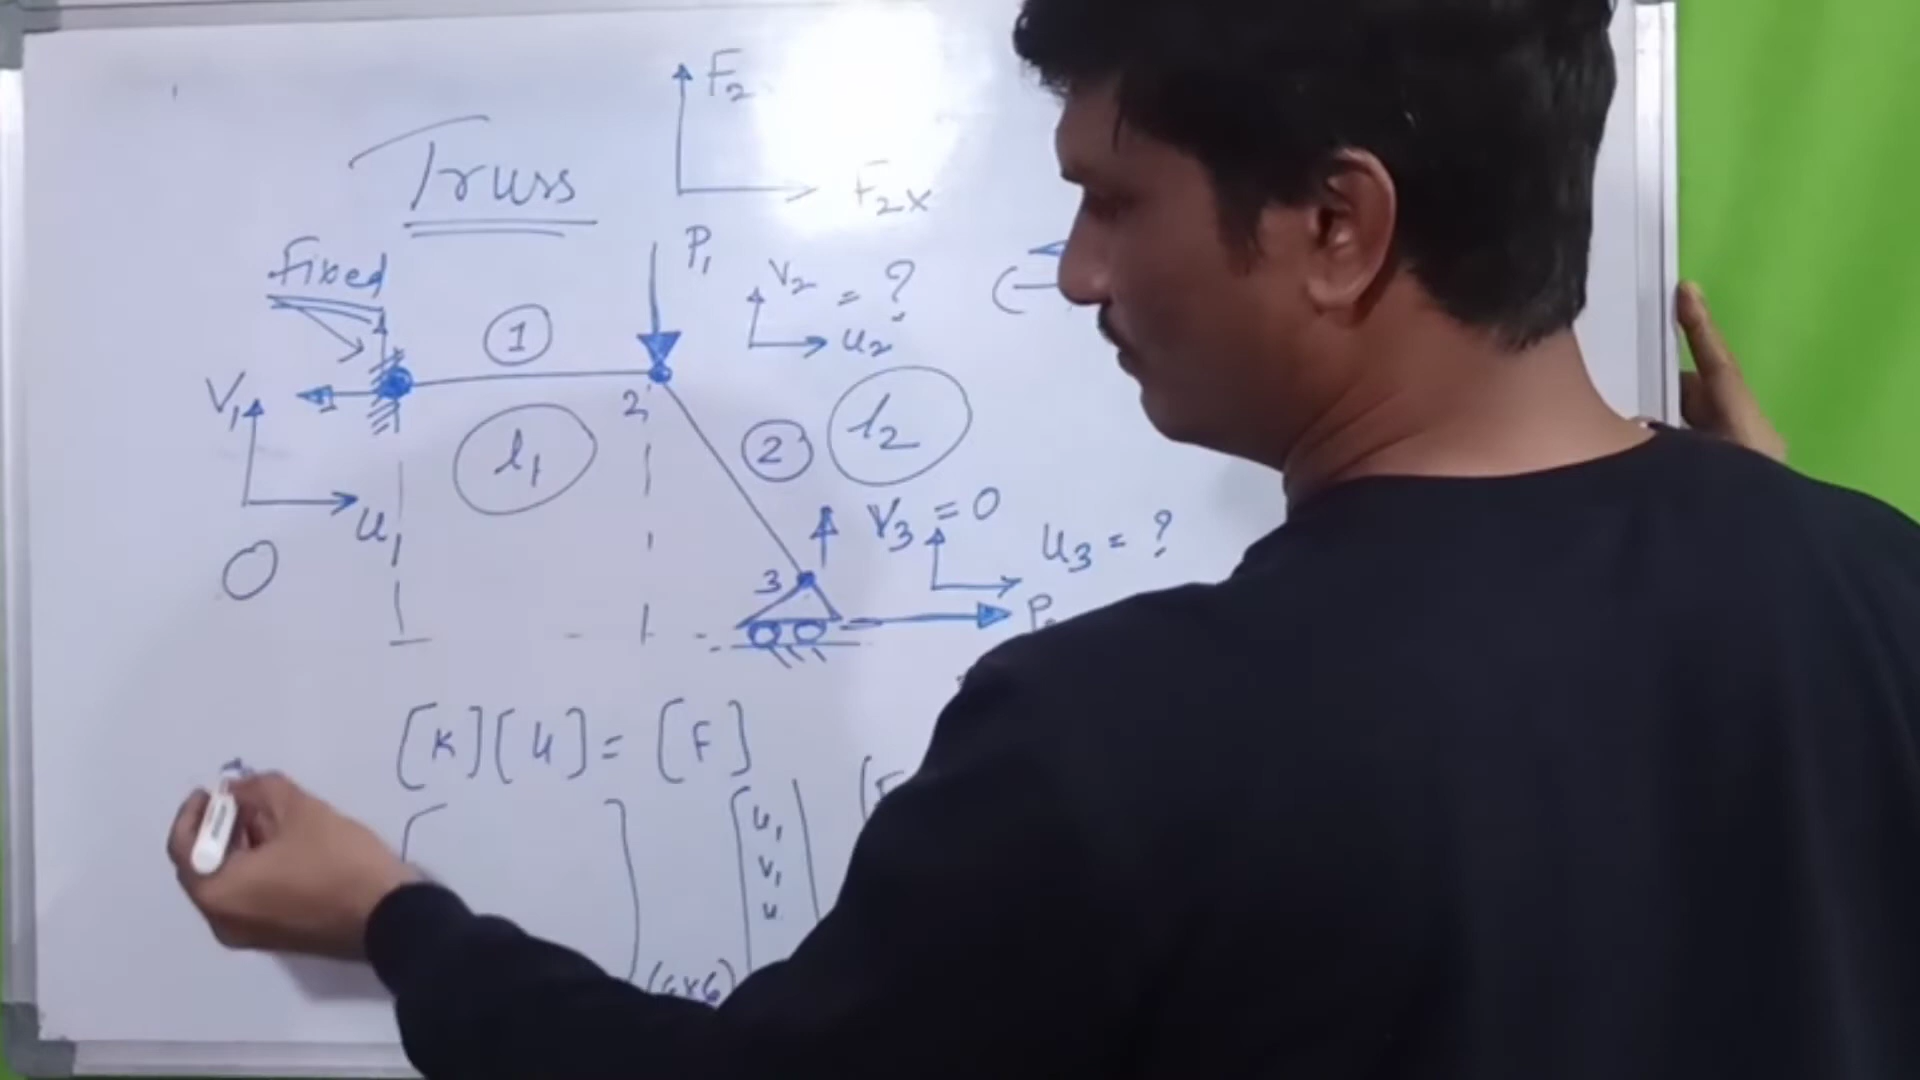 F₂
F₂x
Truss
P₁
fixed
V₂
= ?
u₂
1
1
V₁
2
l₁
2
l₂
u₁
V₃ = 0
u₃ = ?
0
3
[K][u] = [F]
u₁
V₁
u
(6x6)